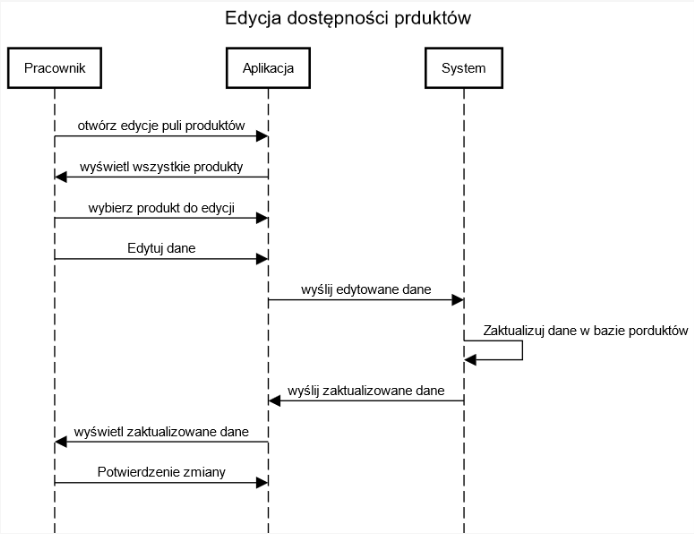 Edycja dostępności prduktów
Pracownik
Aplikacja
System
otwórz edycje puli produktów
wyświetl wszystkie produkty
wybierz produkt do edycji
Edytuj dane
wyślij edytowane dane
Zaktualizuj dane w bazie porduktów
wyślij zaktualizowane dane
wyświetl zaktualizowane dane
Potwierdzenie zmiany